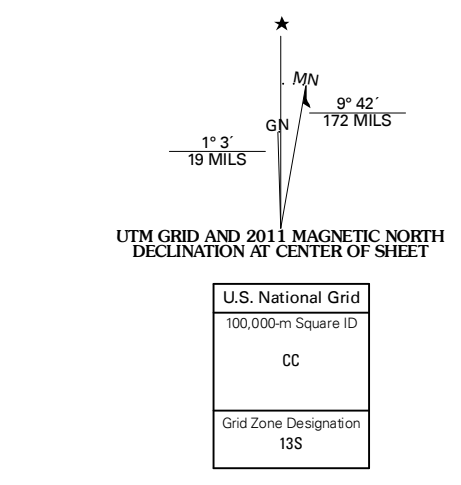 ★
MN
9° 42´
172 MILS
GN
1° 3´
19 MILS
UTM GRID AND 2011 MAGNETIC NORTH
DECLINATION AT CENTER OF SHEET
U.S. National Grid
100,000-m Square ID
CC
Grid Zone Designation
13S